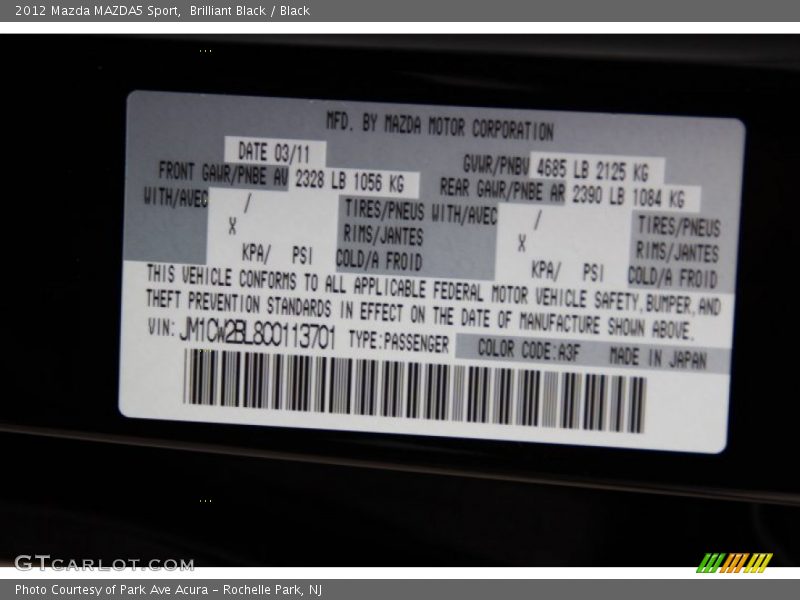 2012 Mazda MAZDA5 Sport,  Brilliant Black / Black
MFD. BY MAZDA MOTOR CORPORATION
DATE 03/11 GVWR/PNBV 4685 LB 2125 KG
FRONT GAWR/PNBE AV 2328 LB 1056 KG REAR GAWR/PNBE AR 2390 LB 1084 KG
WITH/AVEC / TIRES/PNEUS WITH/AVEC / TIRES/PNEUS
X RIMS/JANTES X RIMS/JANTES
KPA/ PSI COLD/A FROID KPA/ PSI COLD/A FROID
THIS VEHICLE CONFORMS TO ALL APPLICABLE FEDERAL MOTOR VEHICLE SAFETY,BUMPER,AND
THEFT PREVENTION STANDARDS IN EFFECT ON THE DATE OF MANUFACTURE SHOWN ABOVE.
VIN:JM1CW2BL8C0113701 TYPE:PASSENGER COLOR CODE:A3F MADE IN JAPAN
GTCARLOT.COM
Photo Courtesy of Park Ave Acura – Rochelle Park, NJ